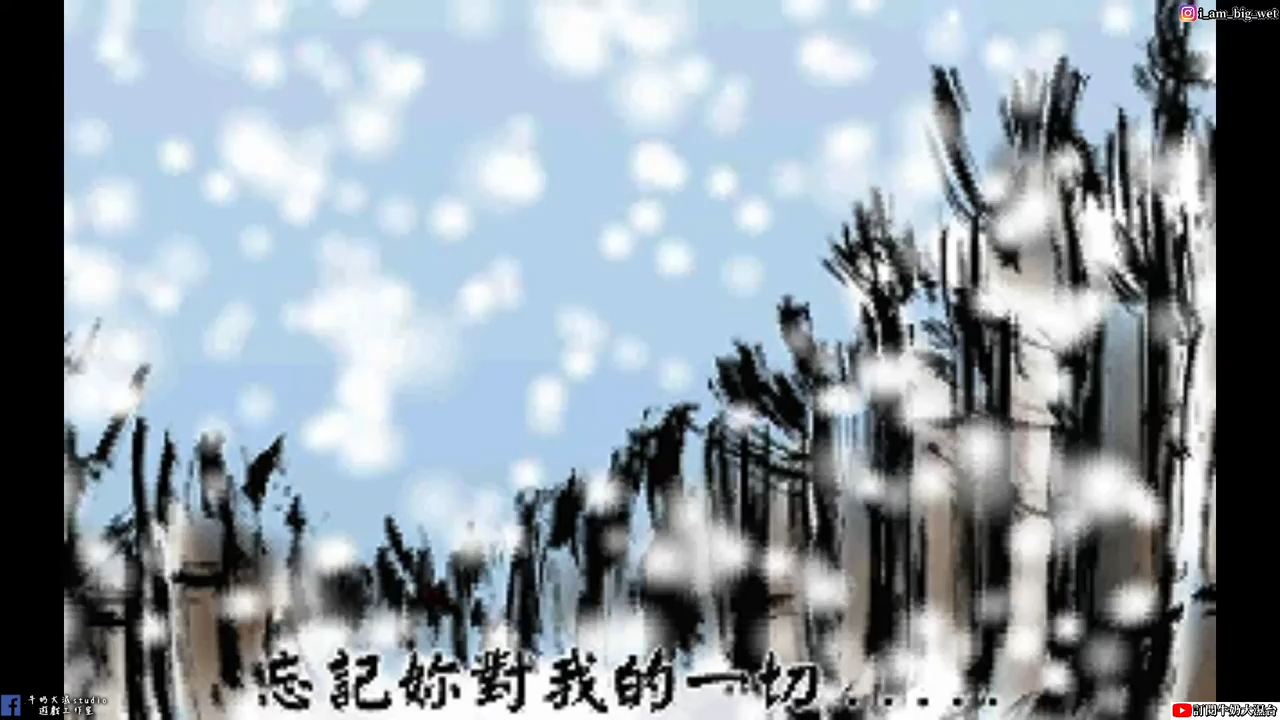 i_am_big_wei
忘記妳對我的一切.....
牛奶大濕studio
遊戲工作室
訂閱牛奶大濕台